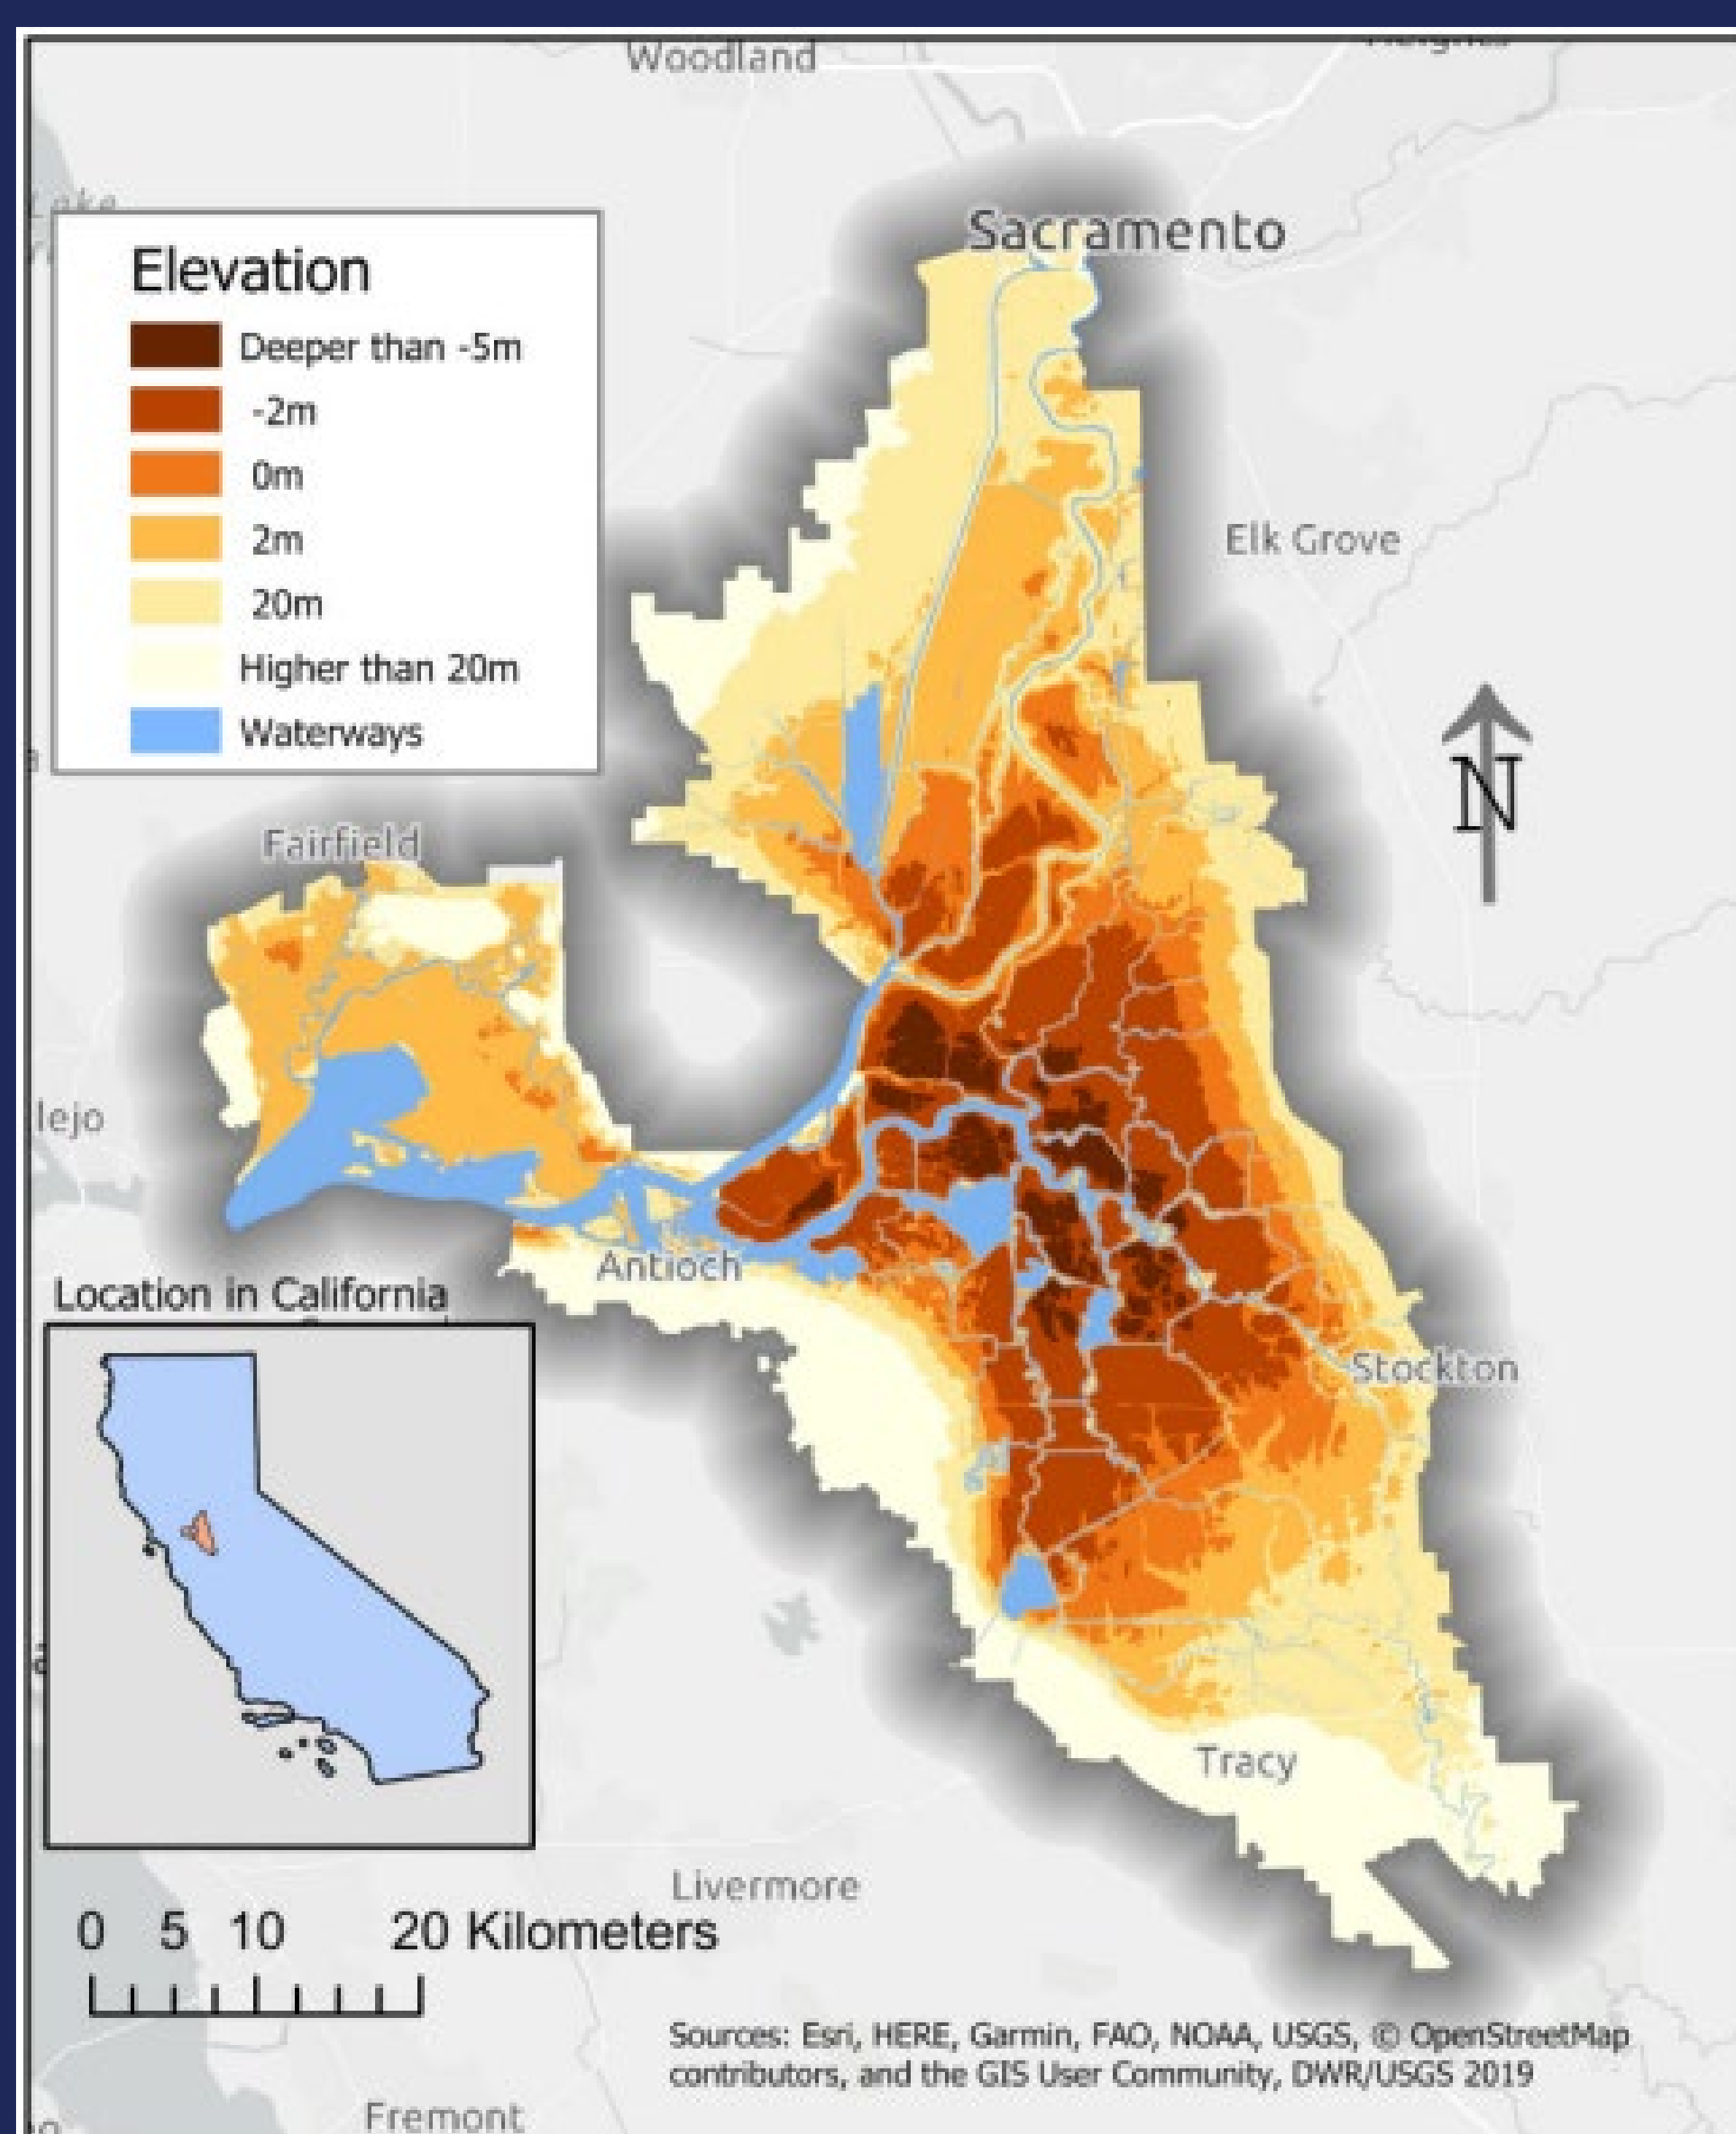 Woodland
Sacramento
Elevation
Deeper than -5m
-2m
0m
2m
20m
Higher than 20m
Waterways
Elk Grove
N
Fairfield
lejo
Antioch
Location in California
Stockton
Tracy
Livermore
0 5 10 20 Kilometers
Sources: Esri, HERE, Garmin, FAO, NOAA, USGS, © OpenStreetMap
contributors, and the GIS User Community, DWR/USGS 2019
Fremont